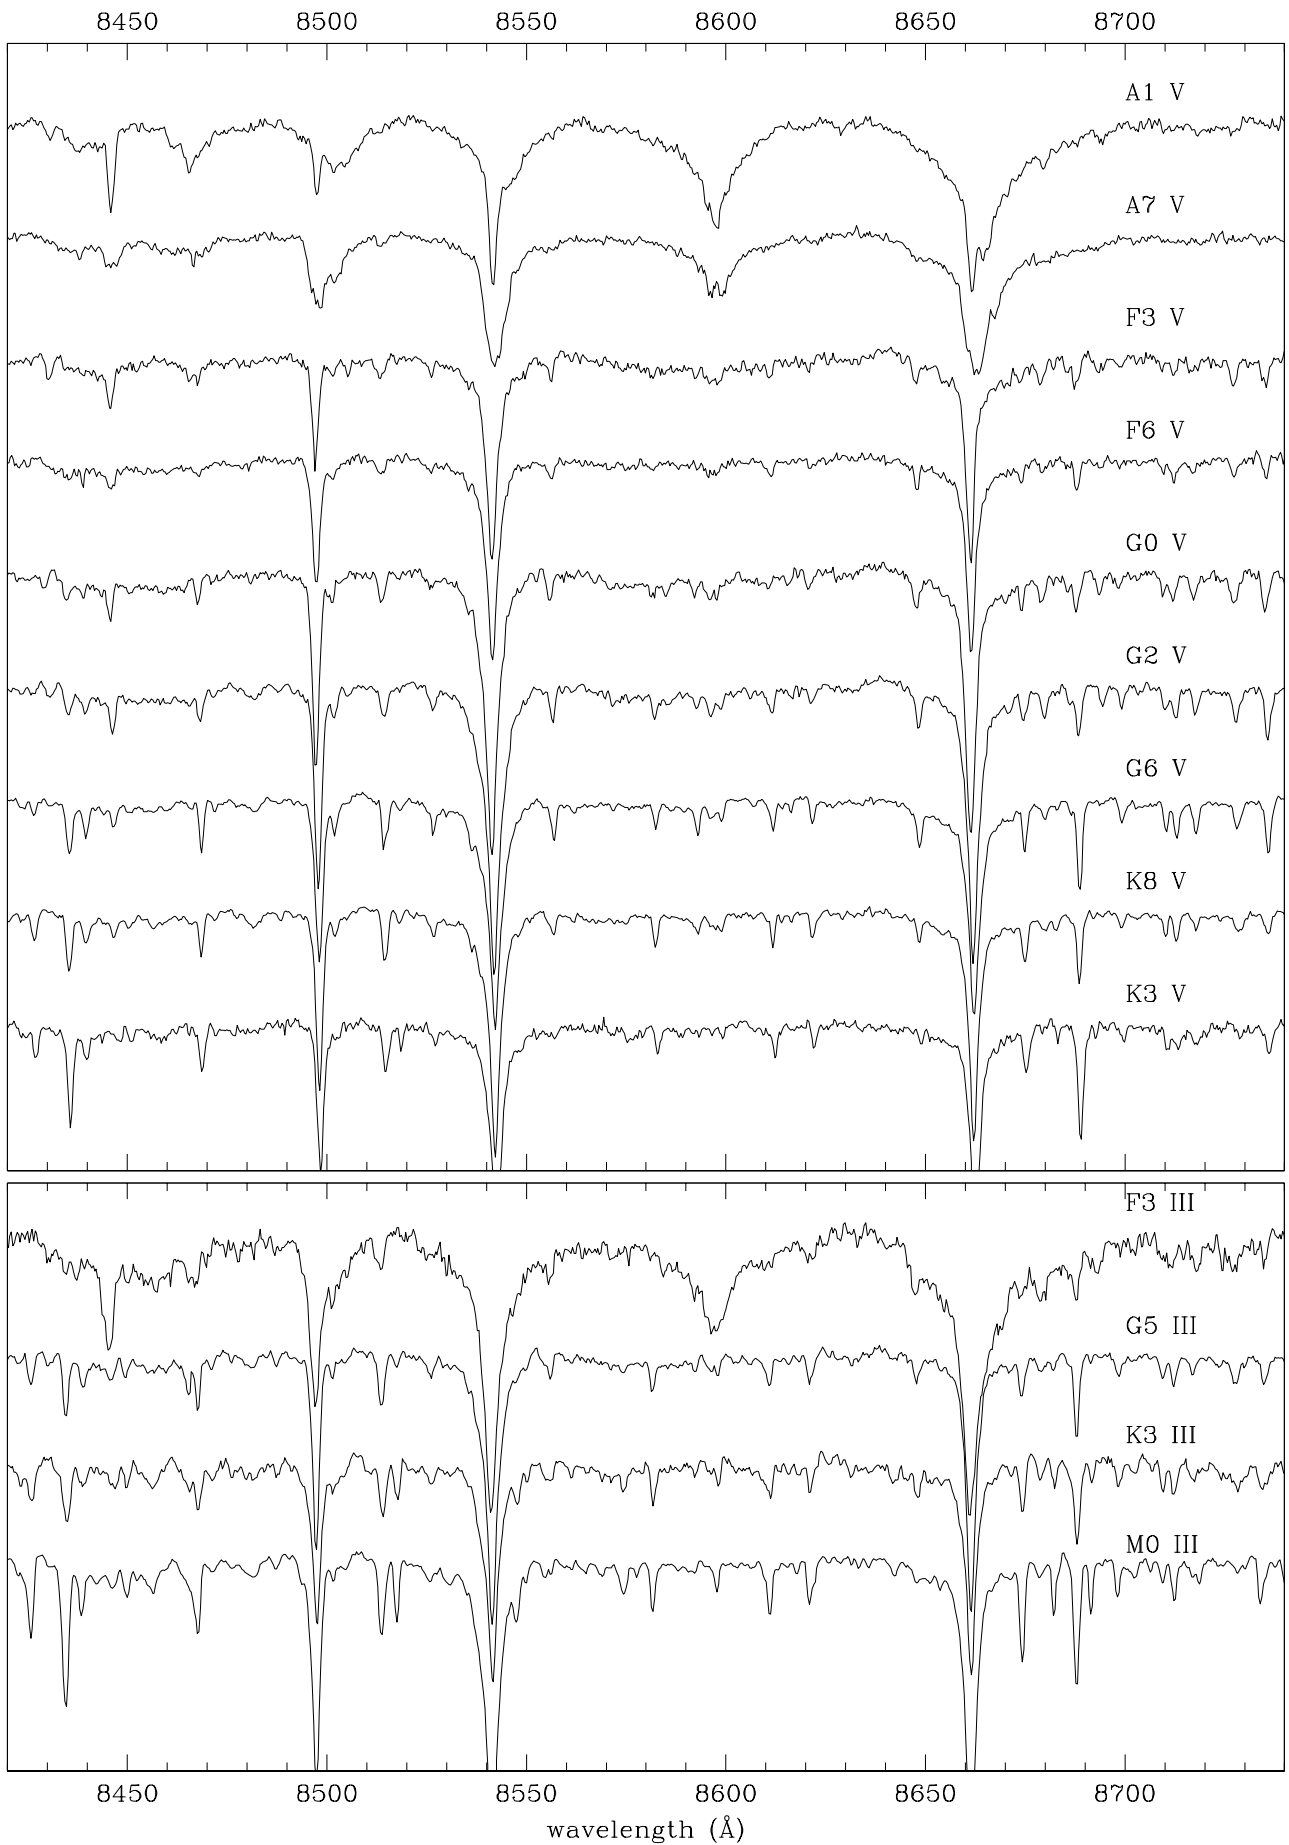 8450 8500 8550 8600 8650 8700
A1 V
A7 V
F3 V
F6 V
G0 V
G2 V
G6 V
K8 V
K3 V
F3 III
G5 III
K3 III
M0 III
8450 8500 8550 8600 8650 8700
wavelength (Å)